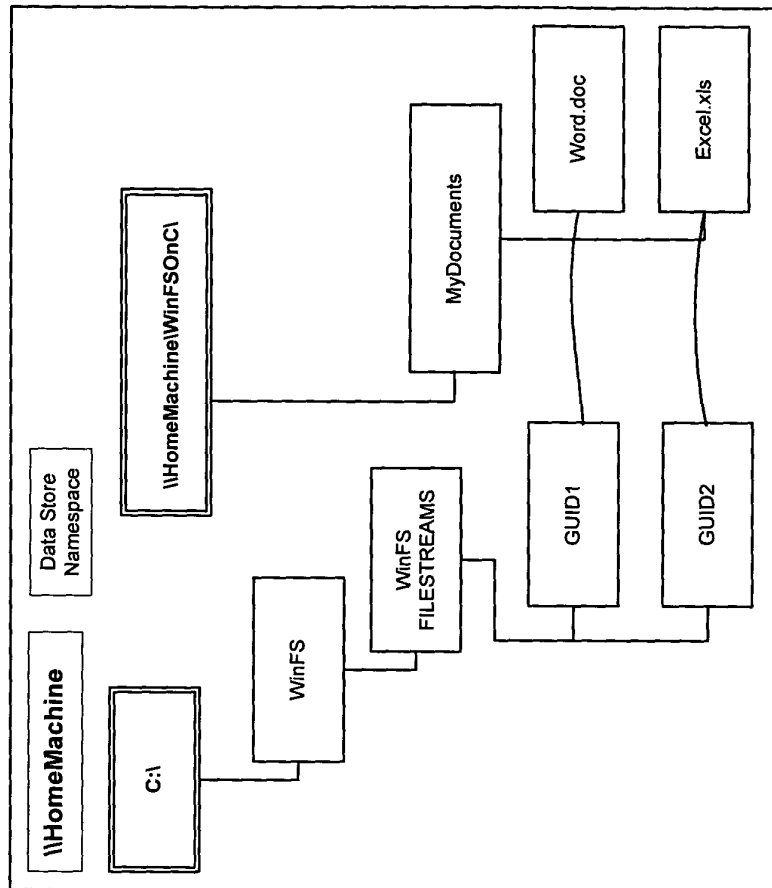 \\HomeMachine
Data Store
Namespace
C:\
\\HomeMachine\WinFSOnC\
WinFS
WinFS
FILESTREAMS
MyDocuments
GUID1
Word.doc
GUID2
Excel.xls